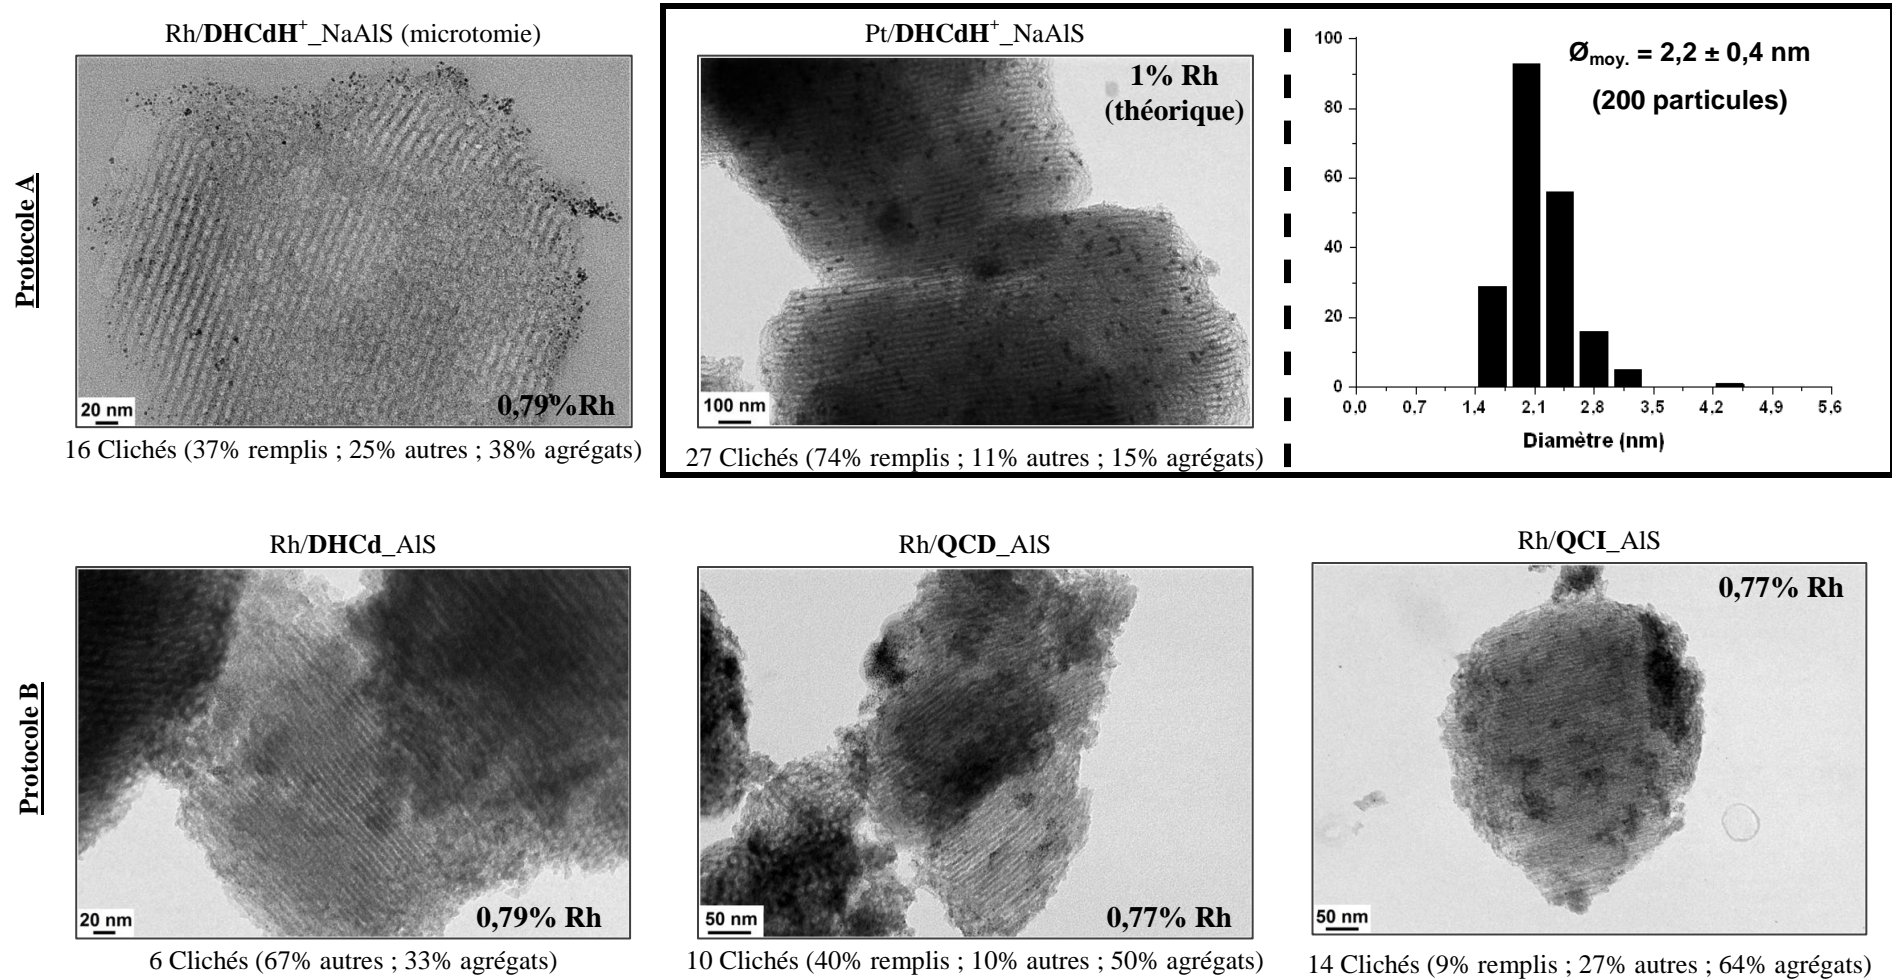 Rh/DHCdH⁺_NaAlS (microtomie)
Pt/DHCdH⁺_NaAlS
Protocole A
0,79%Rh
20 nm
16 Clichés (37% remplis ; 25% autres ; 38% agrégats)
1% Rh
(théorique)
100 nm
27 Clichés (74% remplis ; 11% autres ; 15% agrégats)
Ømoy. = 2,2 ± 0,4 nm
(200 particules)
100
80
60
40
20
0
0,0 0,7 1,4 2,1 2,8 3,5 4,2 4,9 5,6
Diamètre (nm)
Protocole B
Rh/DHCd_AlS
0,79% Rh
20 nm
6 Clichés (67% autres ; 33% agrégats)
Rh/QCD_AlS
0,77% Rh
50 nm
10 Clichés (40% remplis ; 10% autres ; 50% agrégats)
Rh/QCI_AlS
0,77% Rh
50 nm
14 Clichés (9% remplis ; 27% autres ; 64% agrégats)